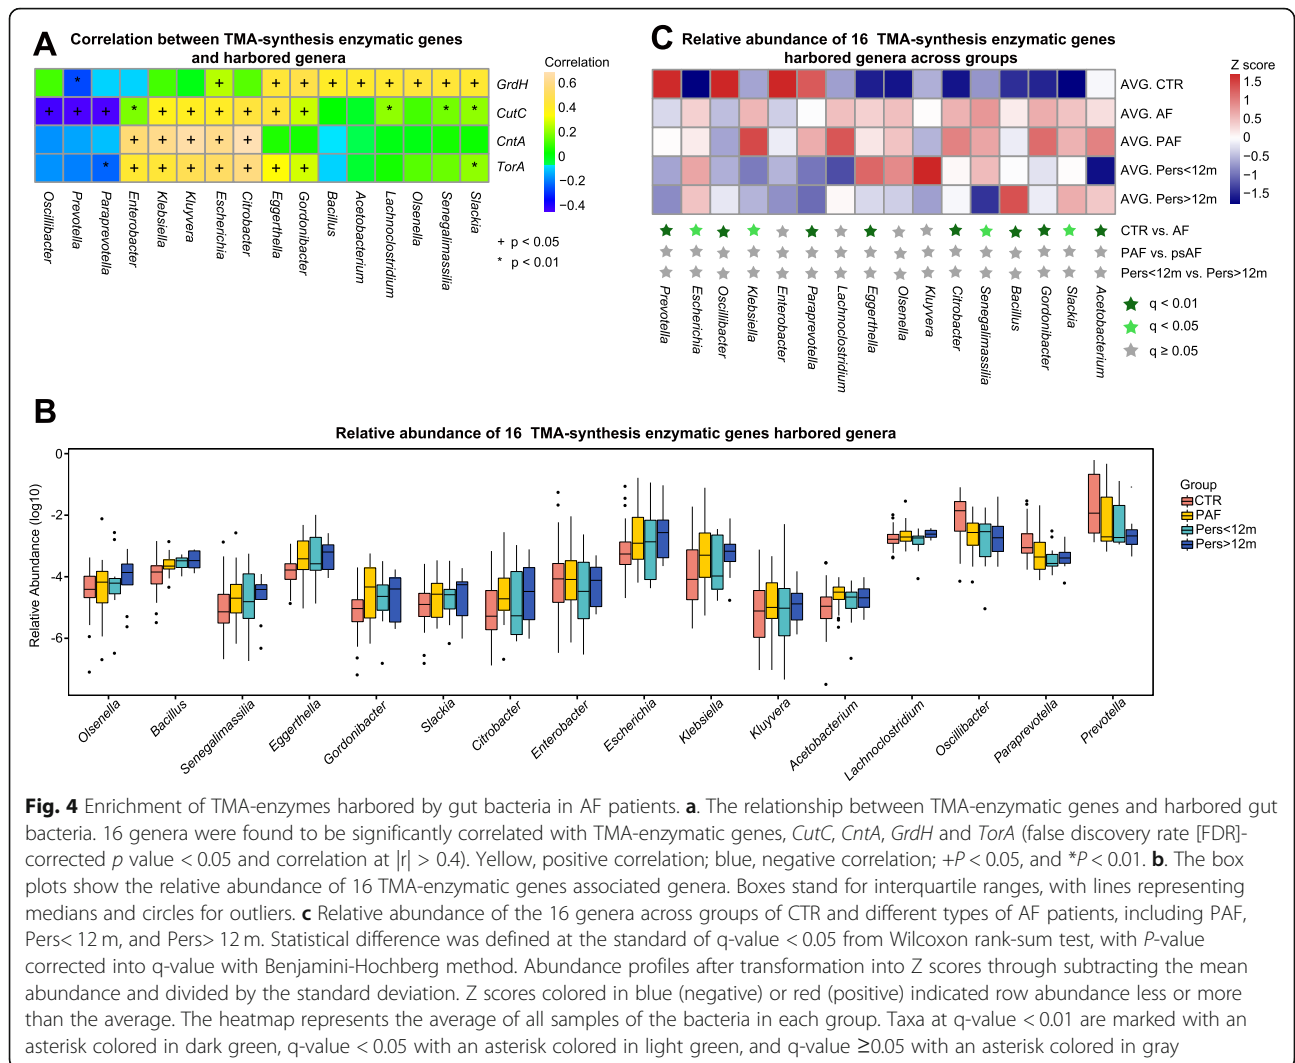 A
Correlation between TMA-synthesis enzymatic genes
and harbored genera
Correlation
0.6
0.4
0.2
0
−0.2
−0.4
* GrdH
+ + + + + + + + + +
+ + + * + + + + + + * * * CutC
+ + + + + CntA
* + + + + + + + * TorA
Oscillibacter
Prevotella
Paraprevotella
Enterobacter
Klebsiella
Kluyvera
Escherichia
Citrobacter
Eggerthella
Gordonibacter
Bacillus
Acetobacterium
Lachnoclostridium
Olsenella
Senegalimassilia
Slackia
+ p < 0.05
* p < 0.01
C
Relative abundance of 16 TMA-synthesis enzymatic genes
harbored genera across groups
Z score
1.5
1
0.5
0
−0.5
−1
−1.5
AVG. CTR
AVG. AF
AVG. PAF
AVG. Pers<12m
AVG. Pers>12m
CTR vs. AF
PAF vs. psAF
Pers<12m vs. Pers>12m
Prevotella
Escherichia
Oscillibacter
Klebsiella
Enterobacter
Paraprevotella
Lachnoclostridium
Eggerthella
Olsenella
Kluyvera
Citrobacter
Senegalimassilia
Bacillus
Gordonibacter
Slackia
Acetobacterium
q < 0.01
q < 0.05
q ≥ 0.05
B
Relative abundance of 16 TMA-synthesis enzymatic genes harbored genera
Relative Abundance (log10)
0
-2
-4
-6
Olsenella
Bacillus
Senegalimassilia
Eggerthella
Gordonibacter
Slackia
Citrobacter
Enterobacter
Escherichia
Klebsiella
Kluyvera
Acetobacterium
Lachnoclostridium
Oscillibacter
Paraprevotella
Prevotella
Group
CTR
PAF
Pers<12m
Pers>12m
Fig. 4 Enrichment of TMA-enzymes harbored by gut bacteria in AF patients. a. The relationship between TMA-enzymatic genes and harbored gut
bacteria. 16 genera were found to be significantly correlated with TMA-enzymatic genes, CutC, CntA, GrdH and TorA (false discovery rate [FDR]-
corrected p value < 0.05 and correlation at |r| > 0.4). Yellow, positive correlation; blue, negative correlation; +P < 0.05, and *P < 0.01. b. The box
plots show the relative abundance of 16 TMA-enzymatic genes associated genera. Boxes stand for interquartile ranges, with lines representing
medians and circles for outliers. c Relative abundance of the 16 genera across groups of CTR and different types of AF patients, including PAF,
Pers< 12 m, and Pers> 12 m. Statistical difference was defined at the standard of q-value < 0.05 from Wilcoxon rank-sum test, with P-value
corrected into q-value with Benjamini-Hochberg method. Abundance profiles after transformation into Z scores through subtracting the mean
abundance and divided by the standard deviation. Z scores colored in blue (negative) or red (positive) indicated row abundance less or more
than the average. The heatmap represents the average of all samples of the bacteria in each group. Taxa at q-value < 0.01 are marked with an
asterisk colored in dark green, q-value < 0.05 with an asterisk colored in light green, and q-value ≥0.05 with an asterisk colored in gray